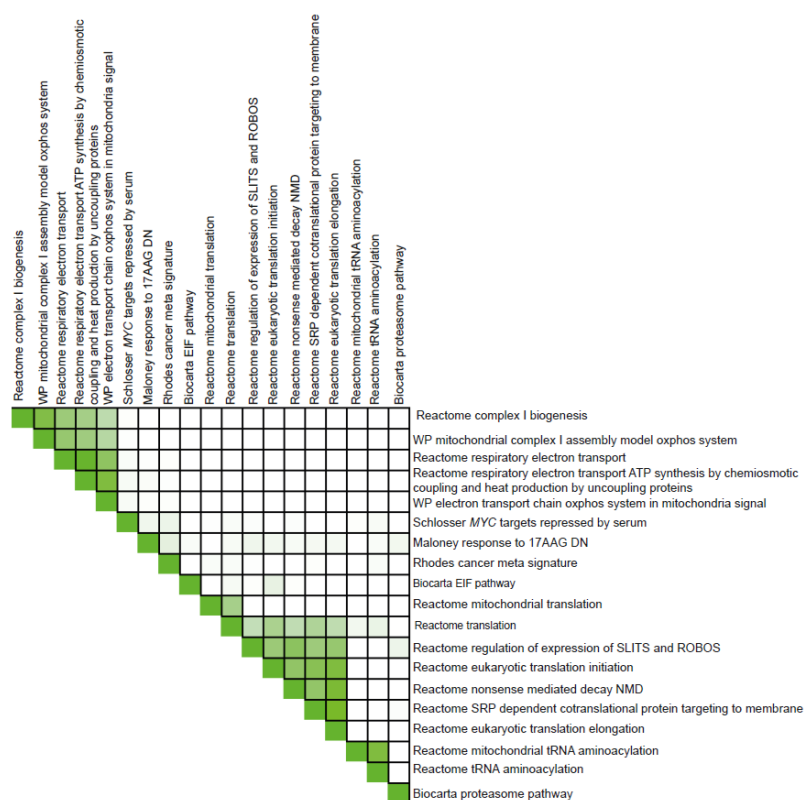 Reactome complex I biogenesis
WP mitochondrial complex I assembly model oxphos system
Reactome respiratory electron transport
Reactome respiratory electron transport ATP synthesis by chemiosmotic
coupling and heat production by uncoupling proteins
WP electron transport chain oxphos system in mitochondria signal
Schlosser MYC targets repressed by serum
Maloney response to 17AAG DN
Rhodes cancer meta signature
Biocarta EIF pathway
Reactome mitochondrial translation
Reactome translation
Reactome regulation of expression of SLITS and ROBOS
Reactome eukaryotic translation initiation
Reactome nonsense mediated decay NMD
Reactome SRP dependent cotranslational protein targeting to membrane
Reactome eukaryotic translation elongation
Reactome mitochondrial tRNA aminoacylation
Reactome tRNA aminoacylation
Biocarta proteasome pathway
Reactome complex I biogenesis
WP mitochondrial complex I assembly model oxphos system
Reactome respiratory electron transport
Reactome respiratory electron transport ATP synthesis by chemiosmotic
coupling and heat production by uncoupling proteins
WP electron transport chain oxphos system in mitochondria signal
Schlosser MYC targets repressed by serum
Maloney response to 17AAG DN
Rhodes cancer meta signature
Biocarta EIF pathway
Reactome mitochondrial translation
Reactome translation
Reactome regulation of expression of SLITS and ROBOS
Reactome eukaryotic translation initiation
Reactome nonsense mediated decay NMD
Reactome SRP dependent cotranslational protein targeting to membrane
Reactome eukaryotic translation elongation
Reactome mitochondrial tRNA aminoacylation
Reactome tRNA aminoacylation
Biocarta proteasome pathway